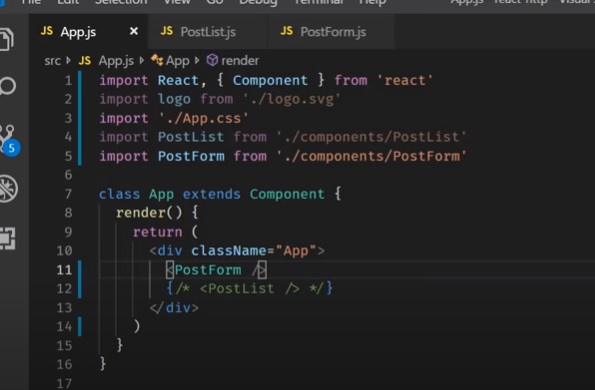 File Edit Selection View Go Debug Terminal Help App.js - react-http - Visual
JS App.js × JS PostList.js JS PostForm.js
src › JS App.js › App › render
1 import React, { Component } from 'react'
2 import logo from './logo.svg'
3 import './App.css'
4 import PostList from './components/PostList'
5 import PostForm from './components/PostForm'
6
7 class App extends Component {
8 render() {
9 return (
10 <div className="App">
11 <PostForm />
12 {/* <PostList /> */}
13 </div>
14 )
15 }
16 }
17
5